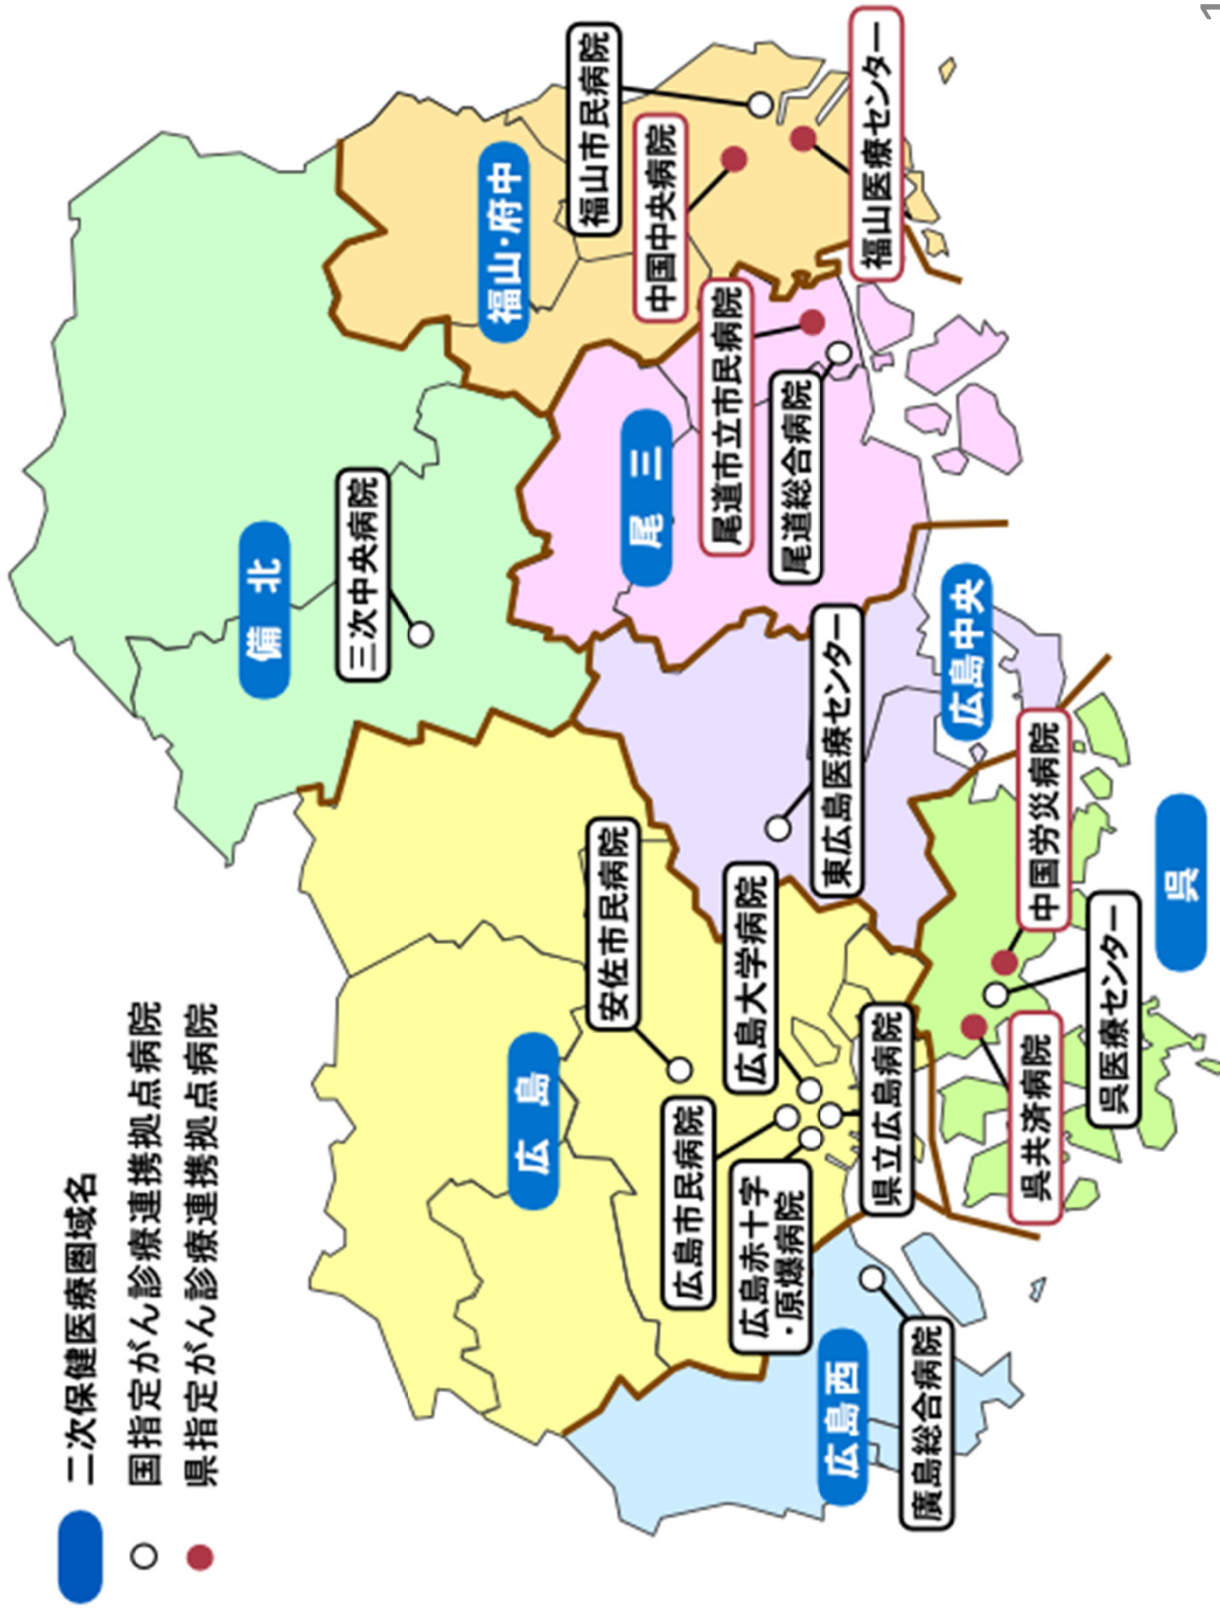 二次保健医療圏域名
国指定がん診療連携拠点病院
県指定がん診療連携拠点病院
備 北
三次中央病院
福山・府中
福山市民病院
中国中央病院
福山医療センター
尾 三
尾道市立市民病院
尾道総合病院
広島中央
東広島医療センター
広 島
安佐市民病院
広島大学病院
広島市民病院
広島赤十字
・原爆病院
県立広島病院
広島西
廣島総合病院
呉
中国労災病院
呉医療センター
呉共済病院
1